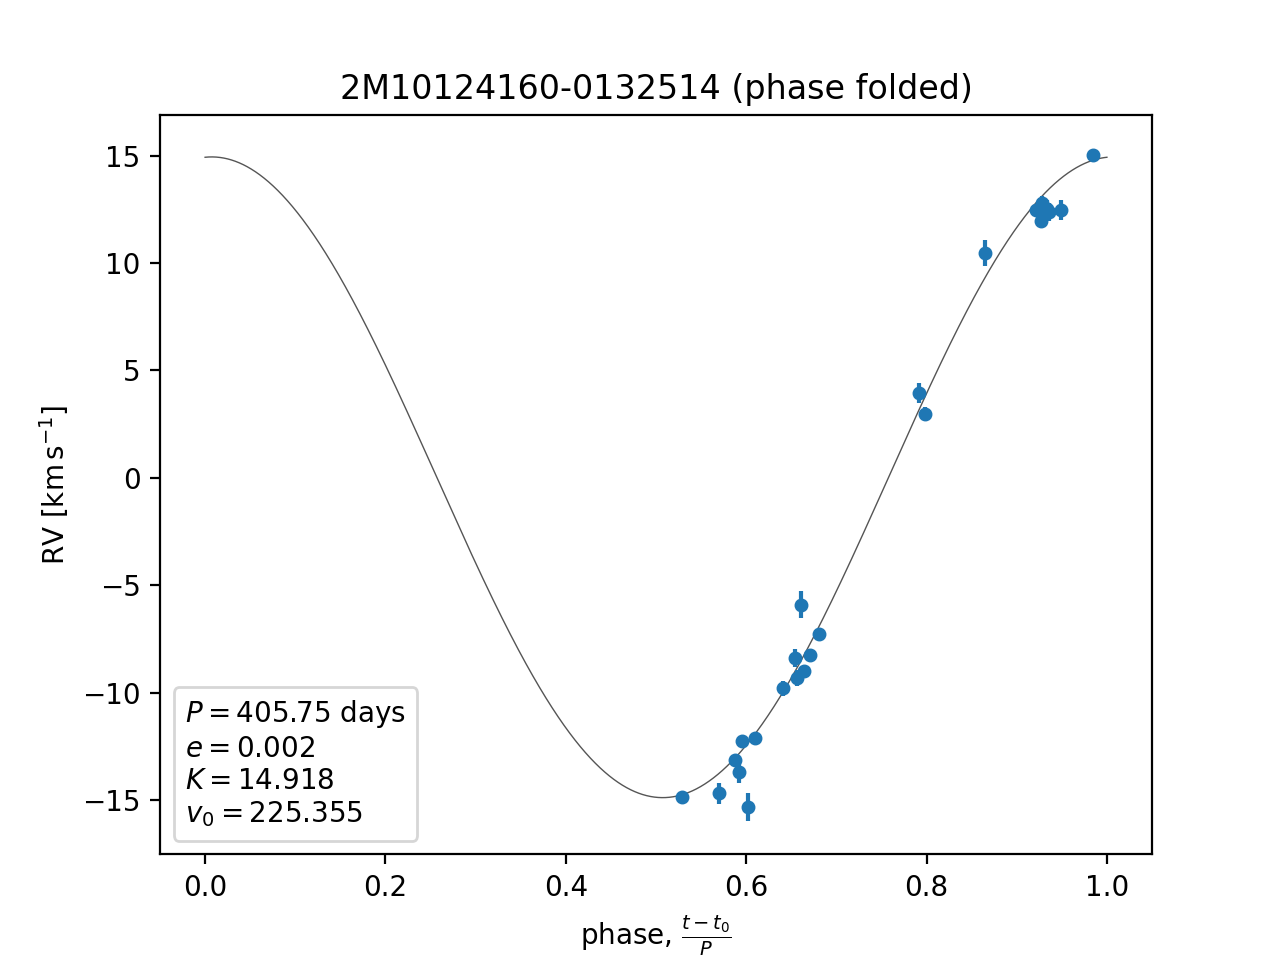 2M10124160-0132514 (phase folded)
RV [km s⁻¹]
15
10
5
0
−5
−10
−15
P = 405.75 days
e = 0.002
K = 14.918
v₀ = 225.355
0.0 0.2 0.4 0.6 0.8 1.0
phase, (t − t₀)/P